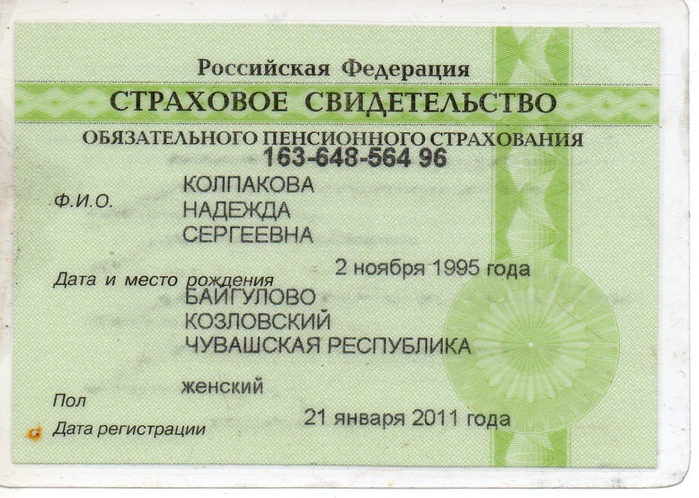 Российская Федерация
СТРАХОВОЕ СВИДЕТЕЛЬСТВО
ОБЯЗАТЕЛЬНОГО ПЕНСИОННОГО СТРАХОВАНИЯ
163-648-564 96
Ф.И.О.
КОЛПАКОВА
НАДЕЖДА
СЕРГЕЕВНА
Дата и место рождения
2 ноября 1995 года
БАЙГУЛОВО
КОЗЛОВСКИЙ
ЧУВАШСКАЯ РЕСПУБЛИКА
Пол
женский
Дата регистрации
21 января 2011 года